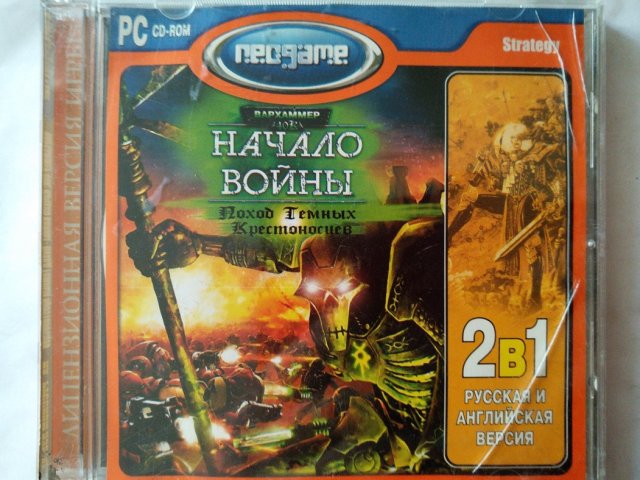 PC CD-ROM
neogame
Strategy
ВАРХАММЕР
НАЧАЛО
ВОЙНЫ
Поход Темных
Крестоносцев
2в1
РУССКАЯ И
АНГЛИЙСКАЯ
ВЕРСИЯ
ЛИЦЕНЗИОННАЯ ВЕРСИЯ ИГРЫ